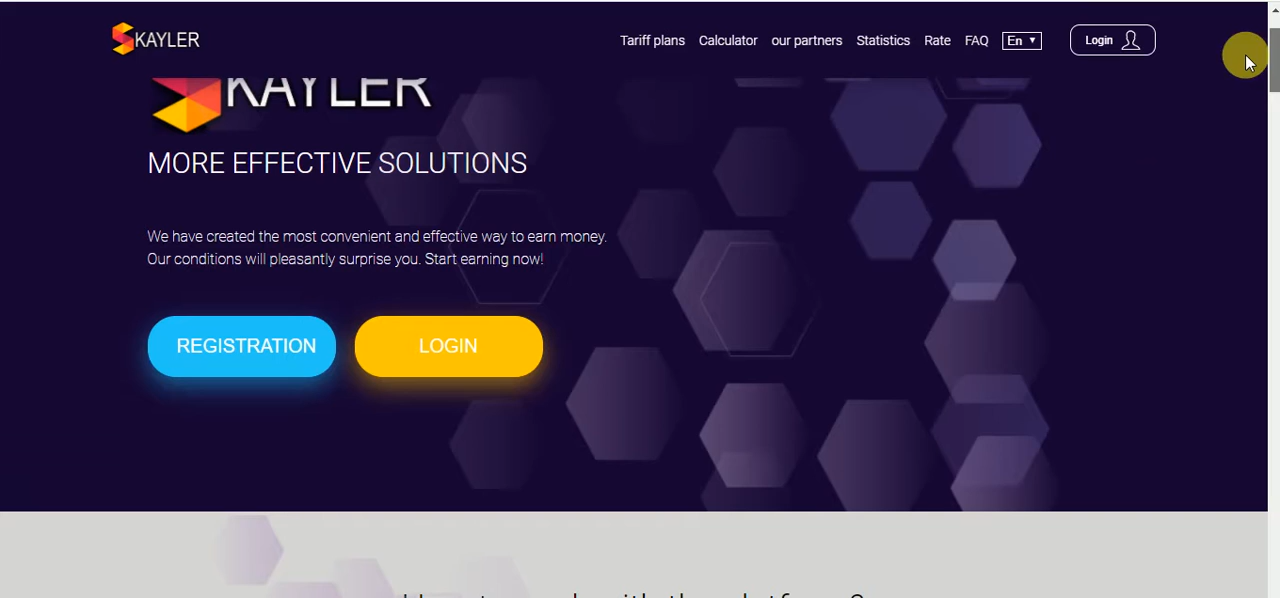 KAYLER
Tariff plans Calculator our partners Statistics Rate FAQ En Login
KAYLER
MORE EFFECTIVE SOLUTIONS
We have created the most convenient and effective way to earn money.
Our conditions will pleasantly surprise you. Start earning now!
REGISTRATION LOGIN